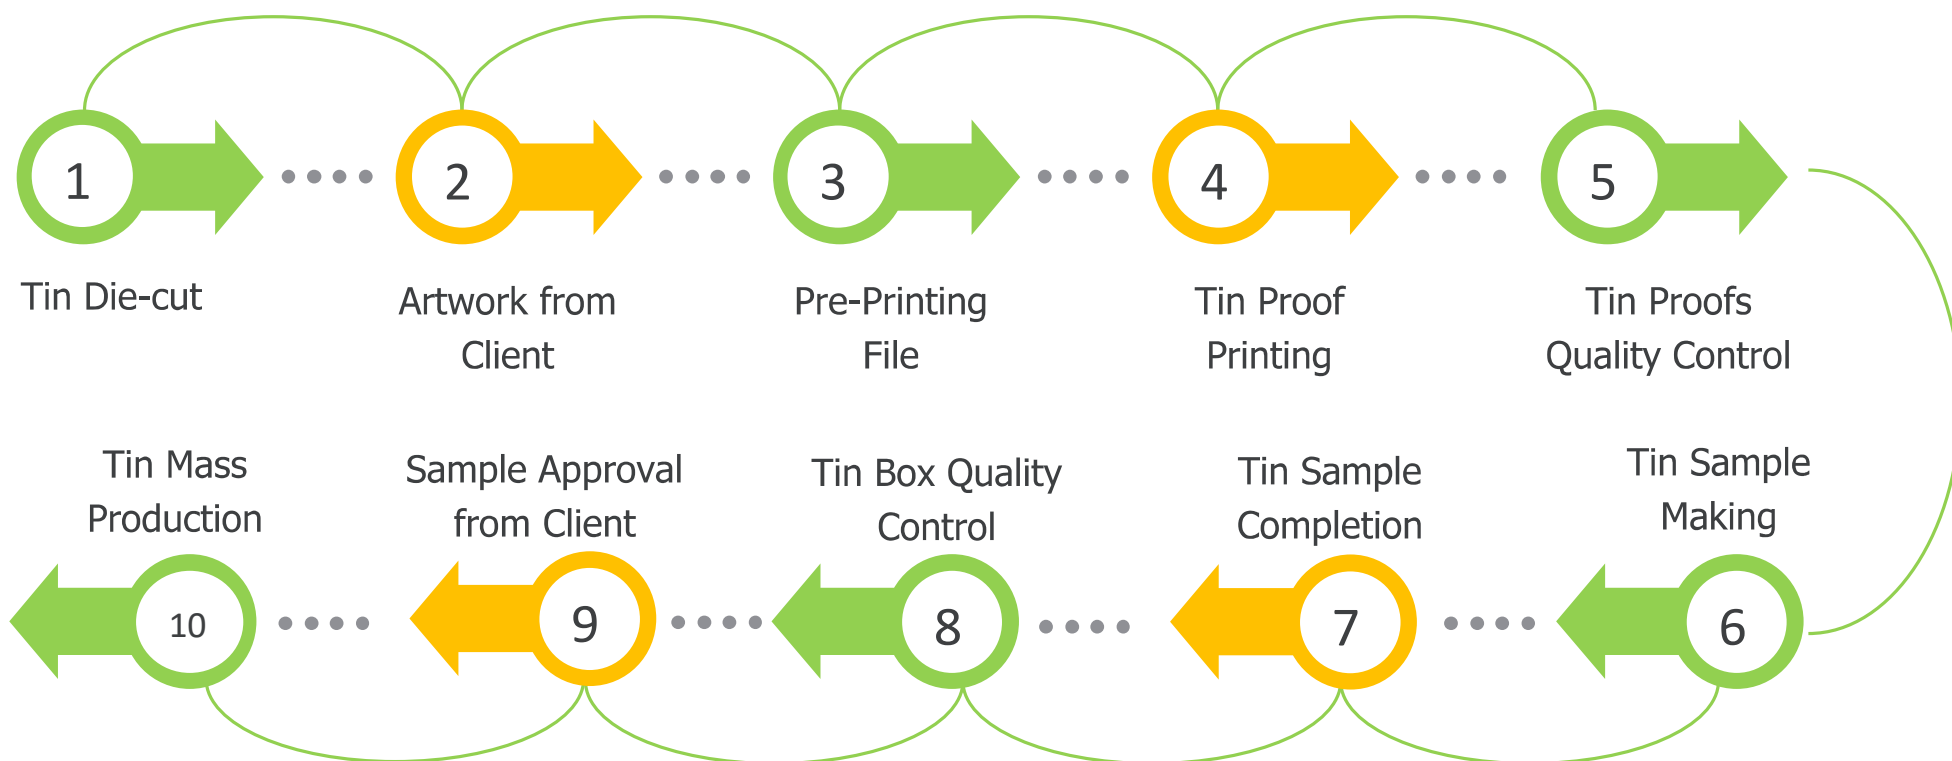 1
2
3
4
5
Tin Die-cut
Artwork from
Client
Pre-Printing
File
Tin Proof
Printing
Tin Proofs
Quality Control
Tin Sample
Making
6
Tin Sample
Completion
7
Tin Box Quality
Control
8
Sample Approval
from Client
9
Tin Mass
Production
10